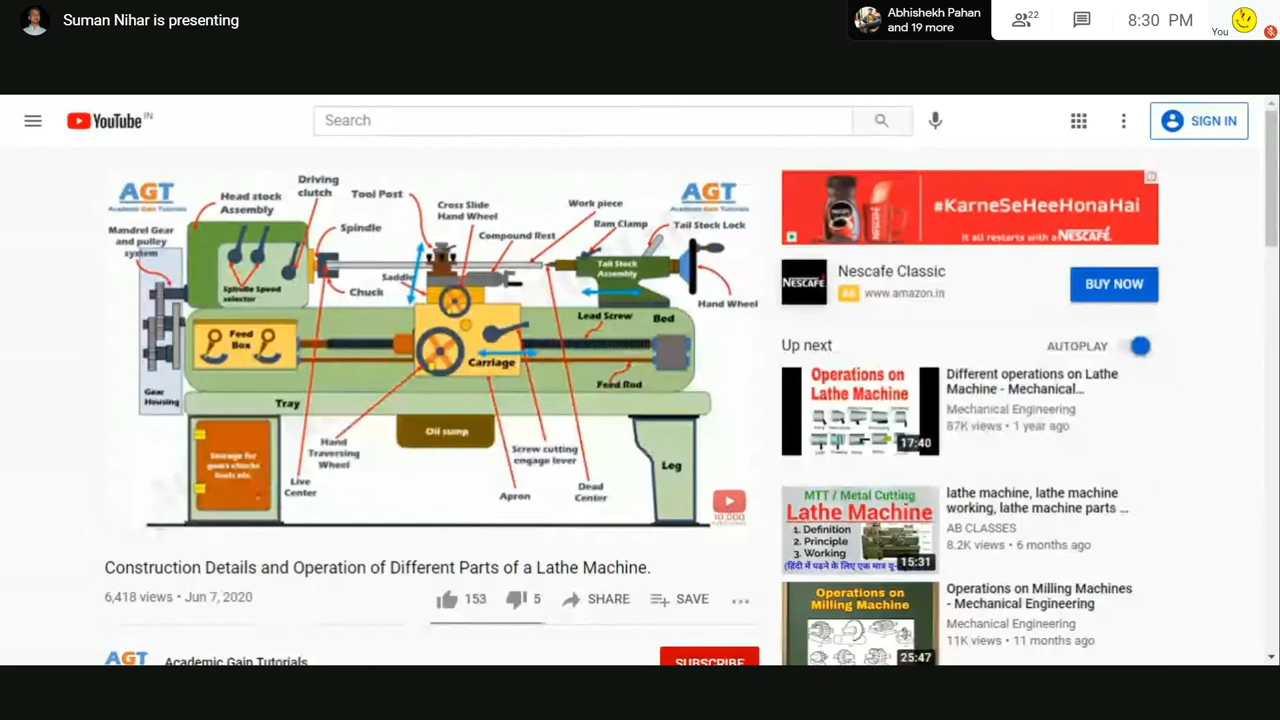 Suman Nihar is presenting
Abhishekh Pahan
and 19 more
22
8:30 PM
You
YouTube IN
Search
SIGN IN
AGT
Academic Gain Tutorials
Head stock
Assembly
Driving
clutch
Tool Post
Cross Slide
Hand Wheel
Work piece
AGT
Academic Gain Tutorials
Mandrel Gear
and pulley
system
Spindle
Compound Rest
Ram Clamp
Tail Stock Lock
Saddle
Tail Stock
Assembly
Spindle Speed
selector
Chuck
Hand Wheel
Lead Screw
Bed
Feed
Box
Carriage
Feed Rod
Gear
Housing
Tray
Oil sump
Hand
Traversing
Wheel
Screw cutting
engage lever
Leg
Storage for
gears chucks
tools etc.
Live
Center
Apron
Dead
Center
10,000
Construction Details and Operation of Different Parts of a Lathe Machine.
6,418 views • Jun 7, 2020
153
5
SHARE
SAVE
AGT
Academic Gain Tutorials
SUBSCRIBE
#KarneSeHeeHonaHai
It all restarts with a NESCAFÉ
NESCAFÉ
Nescafe Classic
Ad www.amazon.in
BUY NOW
Up next
AUTOPLAY
Operations on
Lathe Machine
17:40
Different operations on Lathe
Machine - Mechanical...
Mechanical Engineering
87K views • 1 year ago
MTT / Metal Cutting
Lathe Machine
1. Definition
2. Principle
3. Working
15:31
lathe machine, lathe machine
working, lathe machine parts ...
AB CLASSES
8.2K views • 6 months ago
Operations on
Milling Machine
25:47
Operations on Milling Machines
- Mechanical Engineering
Mechanical Engineering
11K views • 11 months ago